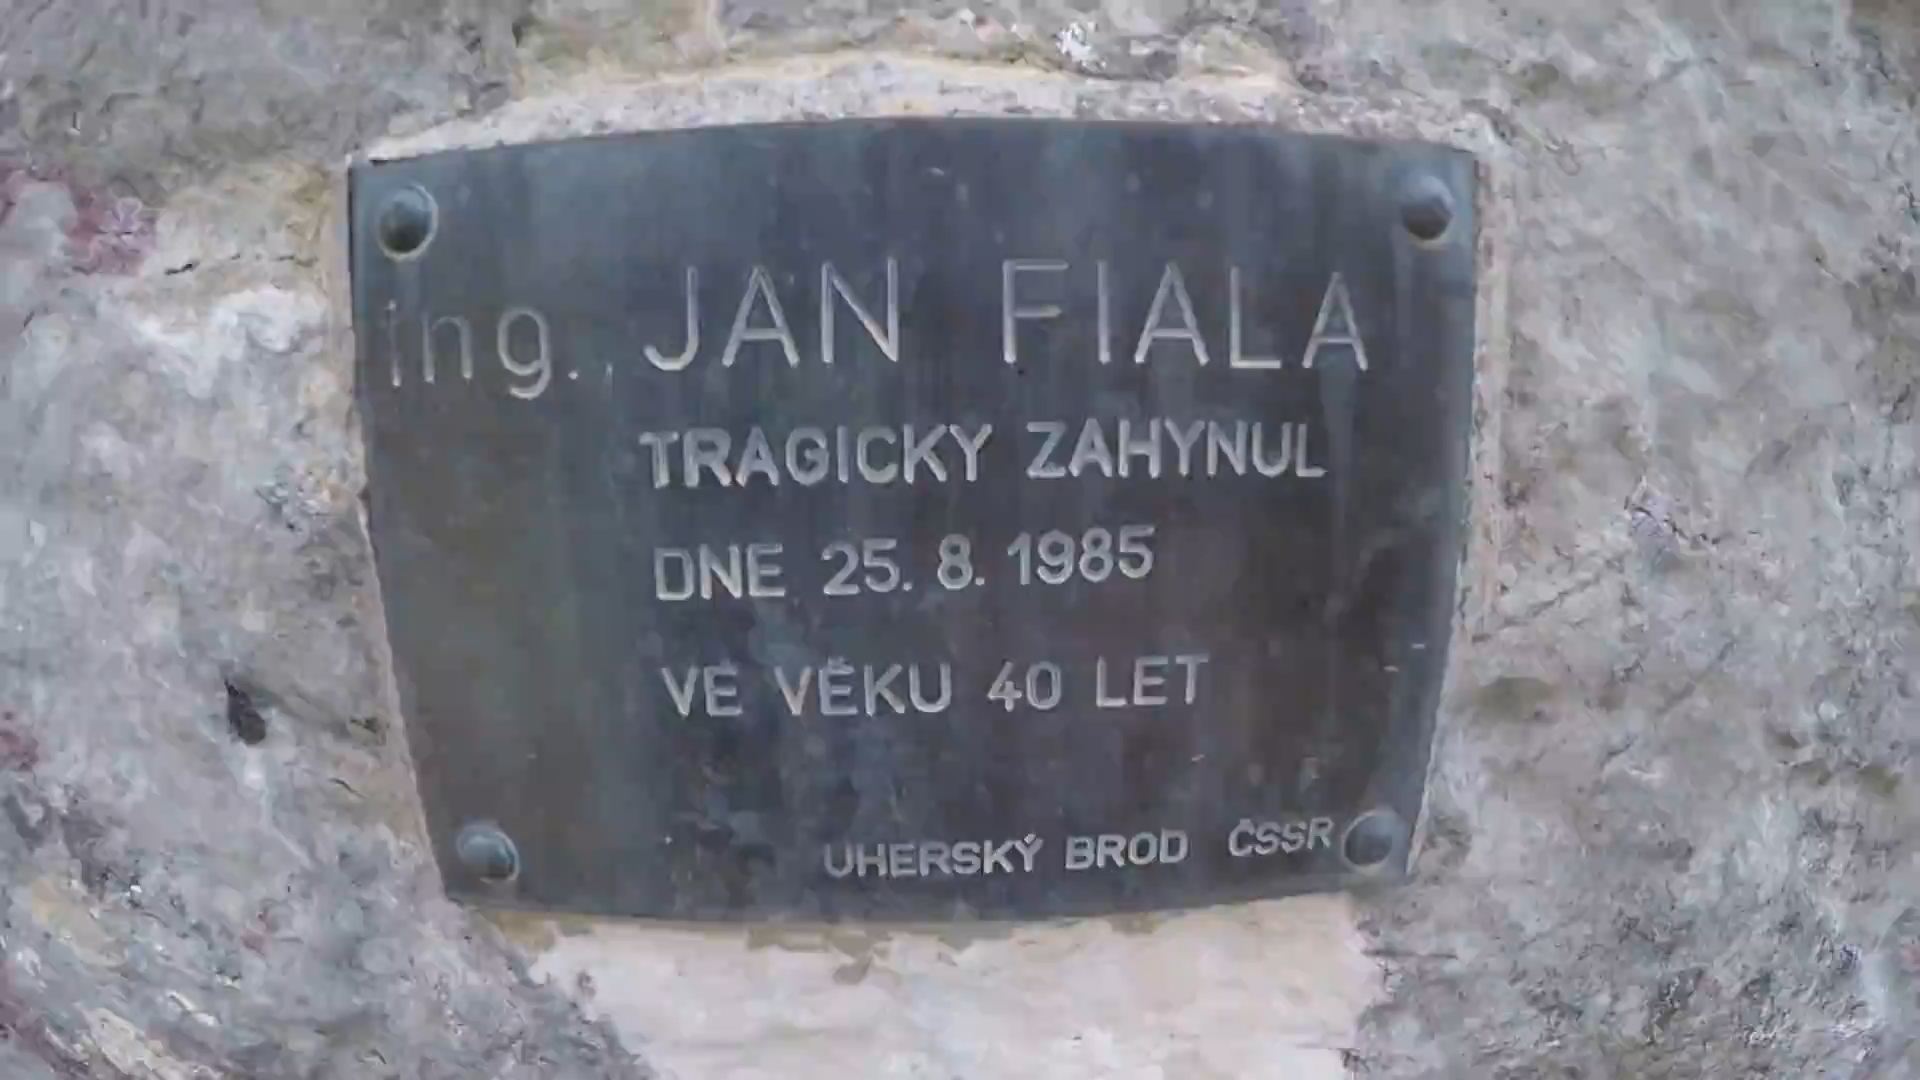 ing. JAN FIALA
TRAGICKY ZAHYNUL
DNE 25. 8. 1985
VE VĚKU 40 LET
UHERSKÝ BROD ČSSR